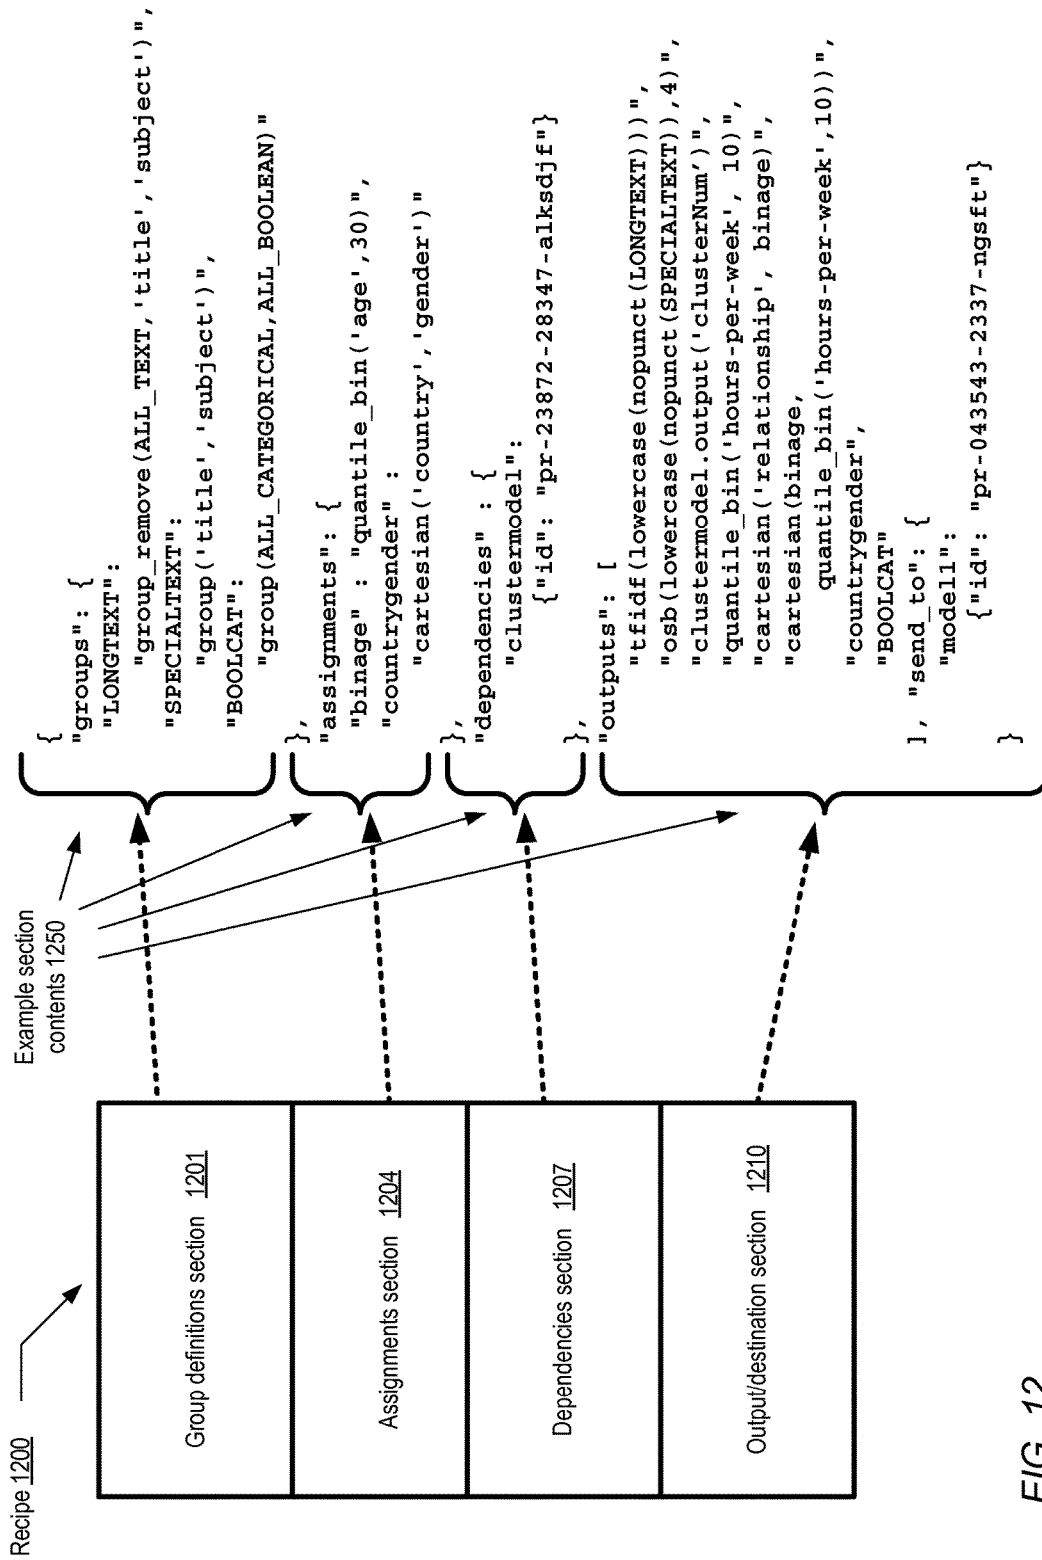 Recipe 1200
Group definitions section 1201
Assignments section 1204
Dependencies section 1207
Output/destination section 1210
Example section
contents 1250
{
"groups": {
"LONGTEXT":
"group_remove(ALL_TEXT,'title','subject')",
"SPECIALTEXT":
"group('title','subject')",
"BOOLCAT":
"group(ALL_CATEGORICAL,ALL_BOOLEAN)"
},
"assignments": {
"binage" : "quantile_bin('age',30)",
"countrygender" :
"cartesian('country','gender')"
},
"dependencies" : {
"clustermodel":
{"id": "pr-23872-28347-alksdjf"}
},
"outputs": [
"tfidf(lowercase(nopunct(LONGTEXT)))",
"osb(lowercase(nopunct(SPECIALTEXT)),4)",
"clustermodel.output('clusterNum')",
"quantile_bin('hours-per-week', 10)",
"cartesian('relationship', binage)",
"cartesian(binage,
quantile_bin('hours-per-week',10))",
"countrygender",
"BOOLCAT"
], "send_to": {
"model1":
{"id": "pr-043543-2337-ngsft"}
}
FIG. 12